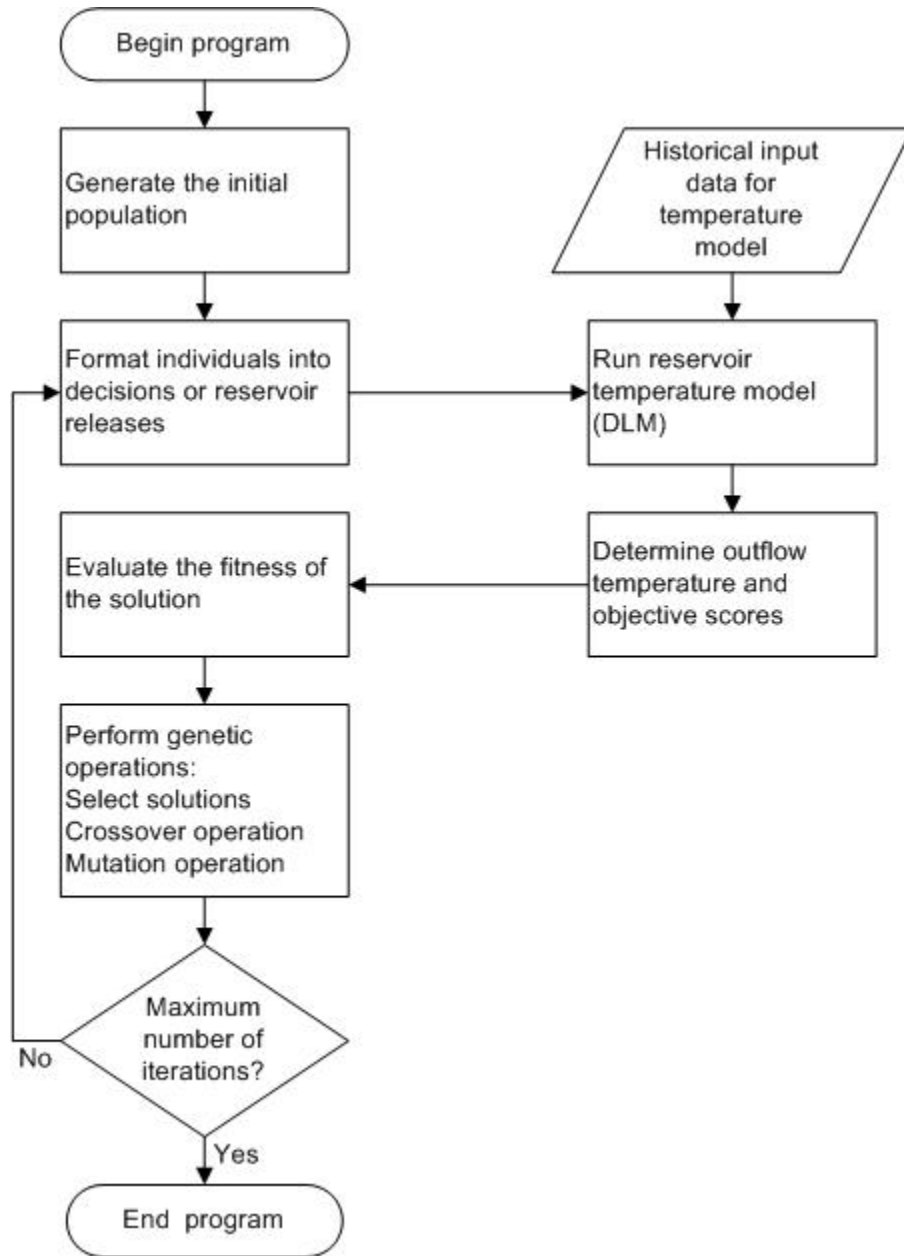 Begin program
Generate the initial
population
Historical input
data for
temperature
model
Format individuals into
decisions or reservoir
releases
Run reservoir
temperature model
(DLM)
Evaluate the fitness of
the solution
Determine outflow
temperature and
objective scores
Perform genetic
operations:
Select solutions
Crossover operation
Mutation operation
Maximum
number of
iterations?
No
Yes
End program